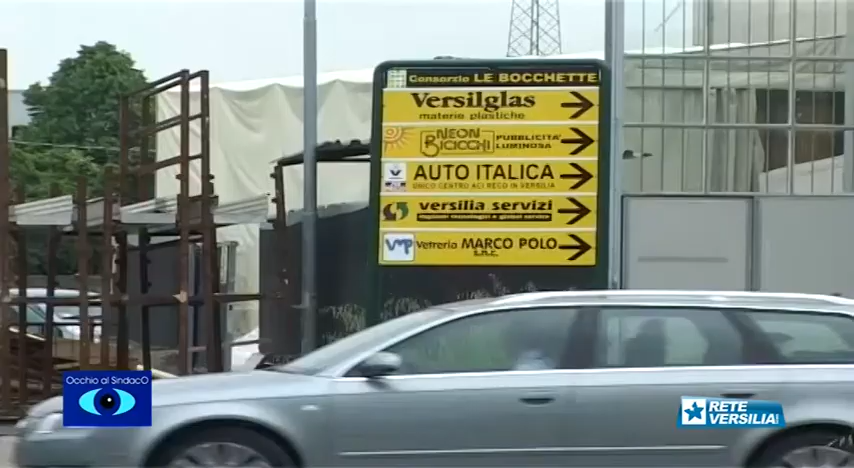 Consorzio LE BOCCHETTE
VersilGlas
materie plastiche
NEON BICICCHI
PUBBLICITA'
LUMINOSA
AUTO ITALICA
UNICO CENTRO ACI RECO IN VERSILIA
versilia servizi
VMP Vetreria MARCO POLO
s.n.c.
OCCHIO AL SINDACO
RETE
VERSILIA!